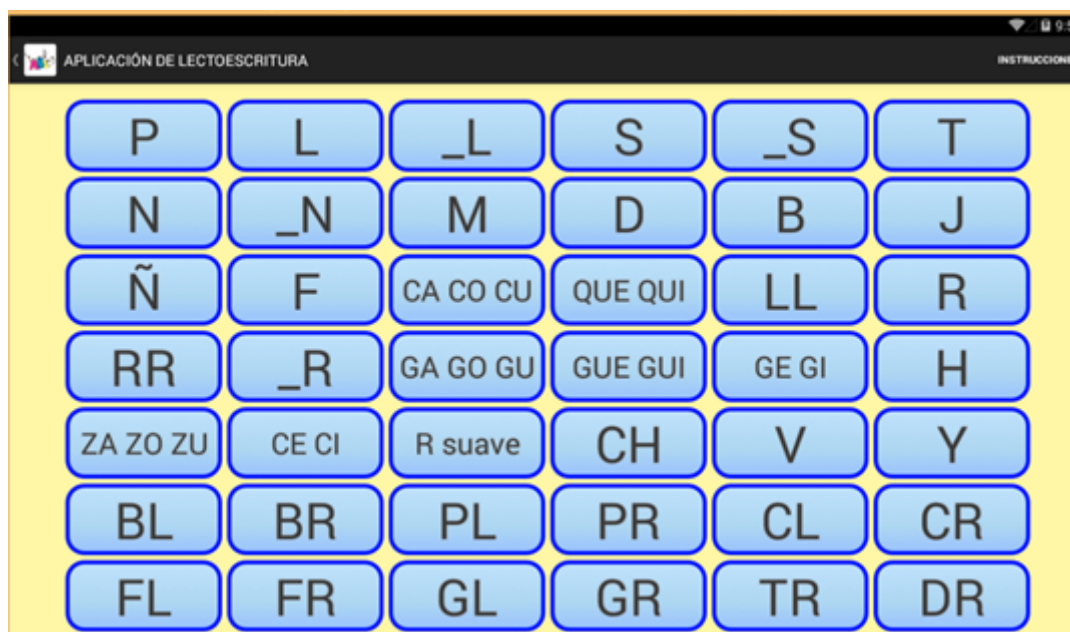 9:5
APLICACIÓN DE LECTOESCRITURA
INSTRUCCIONE
P L _L S _S T
N _N M D B J
Ñ F CA CO CU QUE QUI LL R
RR _R GA GO GU GUE GUI GE GI H
ZA ZO ZU CE CI R suave CH V Y
BL BR PL PR CL CR
FL FR GL GR TR DR